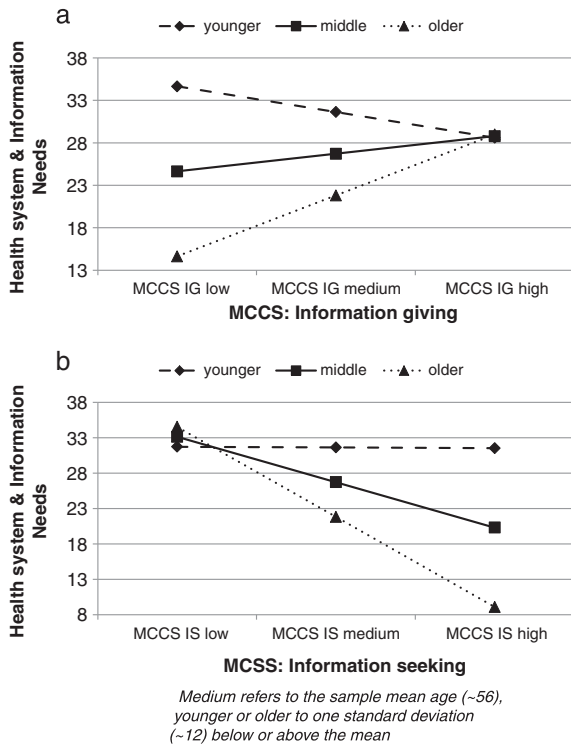 a
younger middle older
38
33
28
23
18
13
Health system & Information
Needs
MCCS IG low MCCS IG medium MCCS IG high
MCCS: Information giving
b
younger middle older
38
33
28
23
18
13
8
Health system & Information
Needs
MCCS IS low MCCS IS medium MCCS IS high
MCSS: Information seeking
Medium refers to the sample mean age (~56),
younger or older to one standard deviation
(~12) below or above the mean